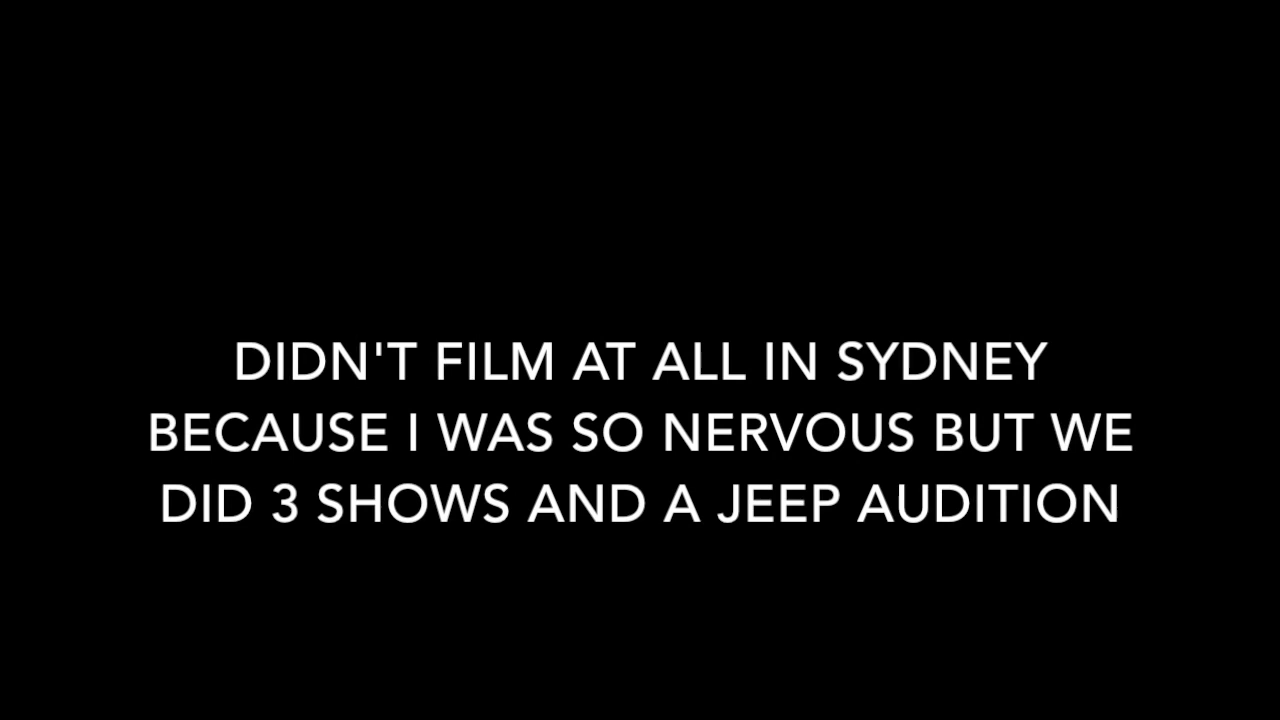 DIDN'T FILM AT ALL IN SYDNEY
BECAUSE I WAS SO NERVOUS BUT WE
DID 3 SHOWS AND A JEEP AUDITION